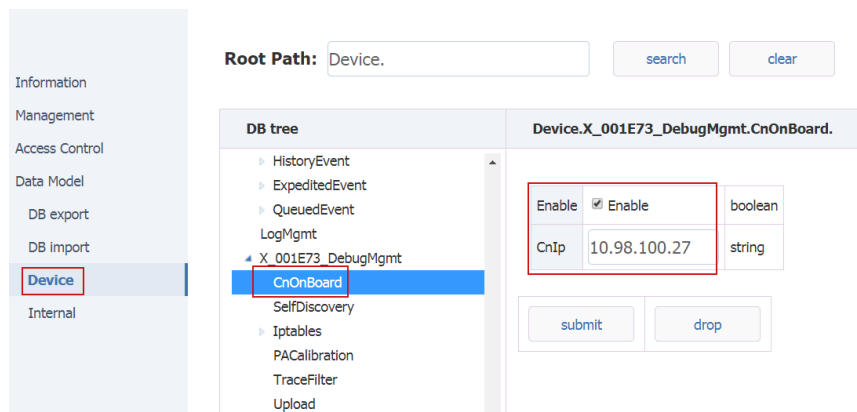 Information
Management
Access Control
Data Model
DB export
DB import
Device
Internal
Root Path: Device. search clear
DB tree
HistoryEvent
ExpeditedEvent
QueuedEvent
LogMgmt
X_001E73_DebugMgmt
CnOnBoard
SelfDiscovery
Iptables
PACalibration
TraceFilter
Upload
Device.X_001E73_DebugMgmt.CnOnBoard.
Enable Enable boolean
CnIp 10.98.100.27 string
submit drop